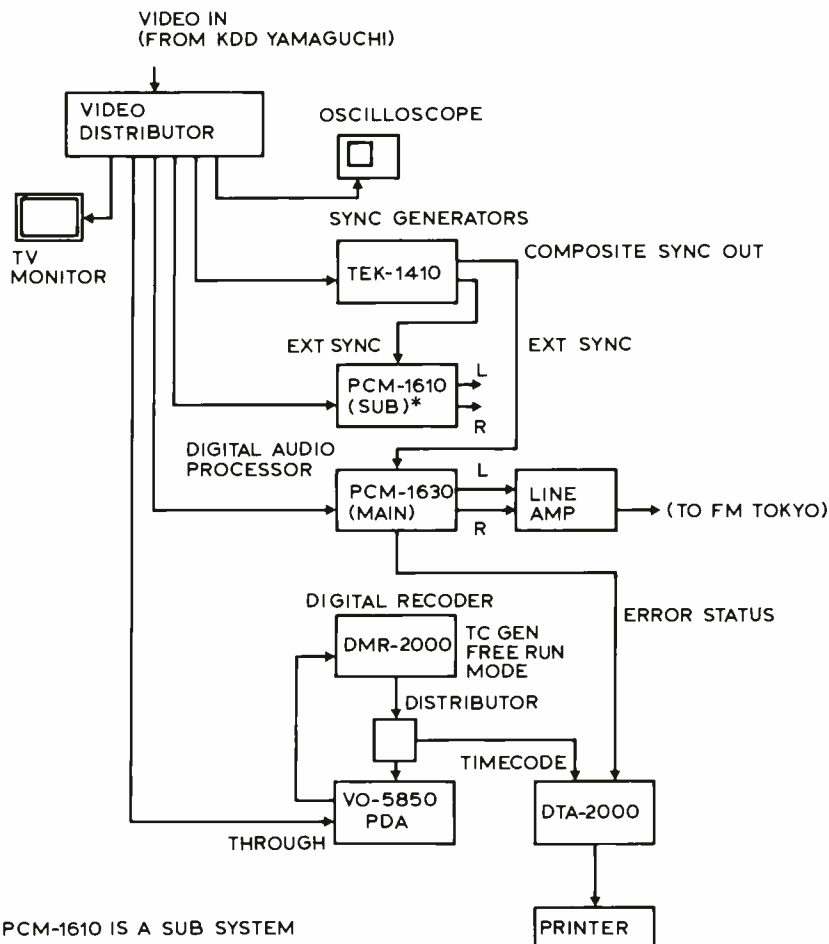 VIDEO IN
(FROM KDD YAMAGUCHI)
VIDEO
DISTRIBUTOR
OSCILLOSCOPE
TV
MONITOR
SYNC GENERATORS
TEK-1410
COMPOSITE SYNC OUT
EXT SYNC
EXT SYNC
PCM-1610
(SUB)*
L
R
DIGITAL AUDIO
PROCESSOR
PCM-1630
(MAIN)
L
R
LINE
AMP
(TO FM TOKYO)
ERROR STATUS
DIGITAL RECODER
DMR-2000
TC GEN
FREE RUN
MODE
DISTRIBUTOR
TIMECODE
VO-5850
PDA
THROUGH
DTA-2000
PRINTER
PCM-1610 IS A SUB SYSTEM